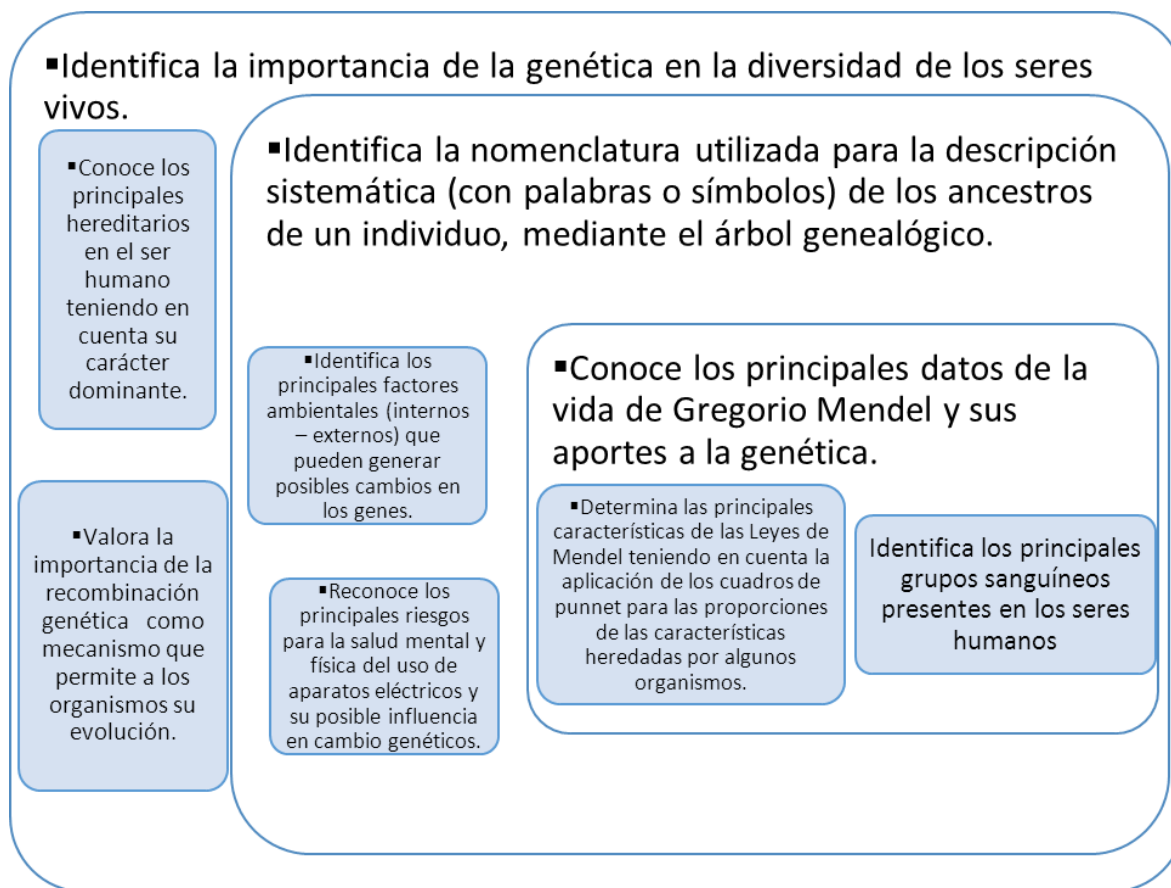 ▪Identifica la importancia de la genética en la diversidad de los seres
vivos.
▪Conoce los
principales
hereditarios
en el ser
humano
teniendo en
cuenta su
carácter
dominante.
▪Valora la
importancia de la
recombinación
genética como
mecanismo que
permite a los
organismos su
evolución.
▪Identifica la nomenclatura utilizada para la descripción
sistemática (con palabras o símbolos) de los ancestros
de un individuo, mediante el árbol genealógico.
▪Identifica los
principales factores
ambientales (internos
– externos) que
pueden generar
posibles cambios en
los genes.
▪Reconoce los
principales riesgos
para la salud mental y
física del uso de
aparatos eléctricos y
su posible influencia
en cambio genéticos.
▪Conoce los principales datos de la
vida de Gregorio Mendel y sus
aportes a la genética.
▪Determina las principales
características de las Leyes de
Mendel teniendo en cuenta la
aplicación de los cuadros de
punnet para las proporciones
de las características
heredadas por algunos
organismos.
Identifica los principales
grupos sanguíneos
presentes en los seres
humanos